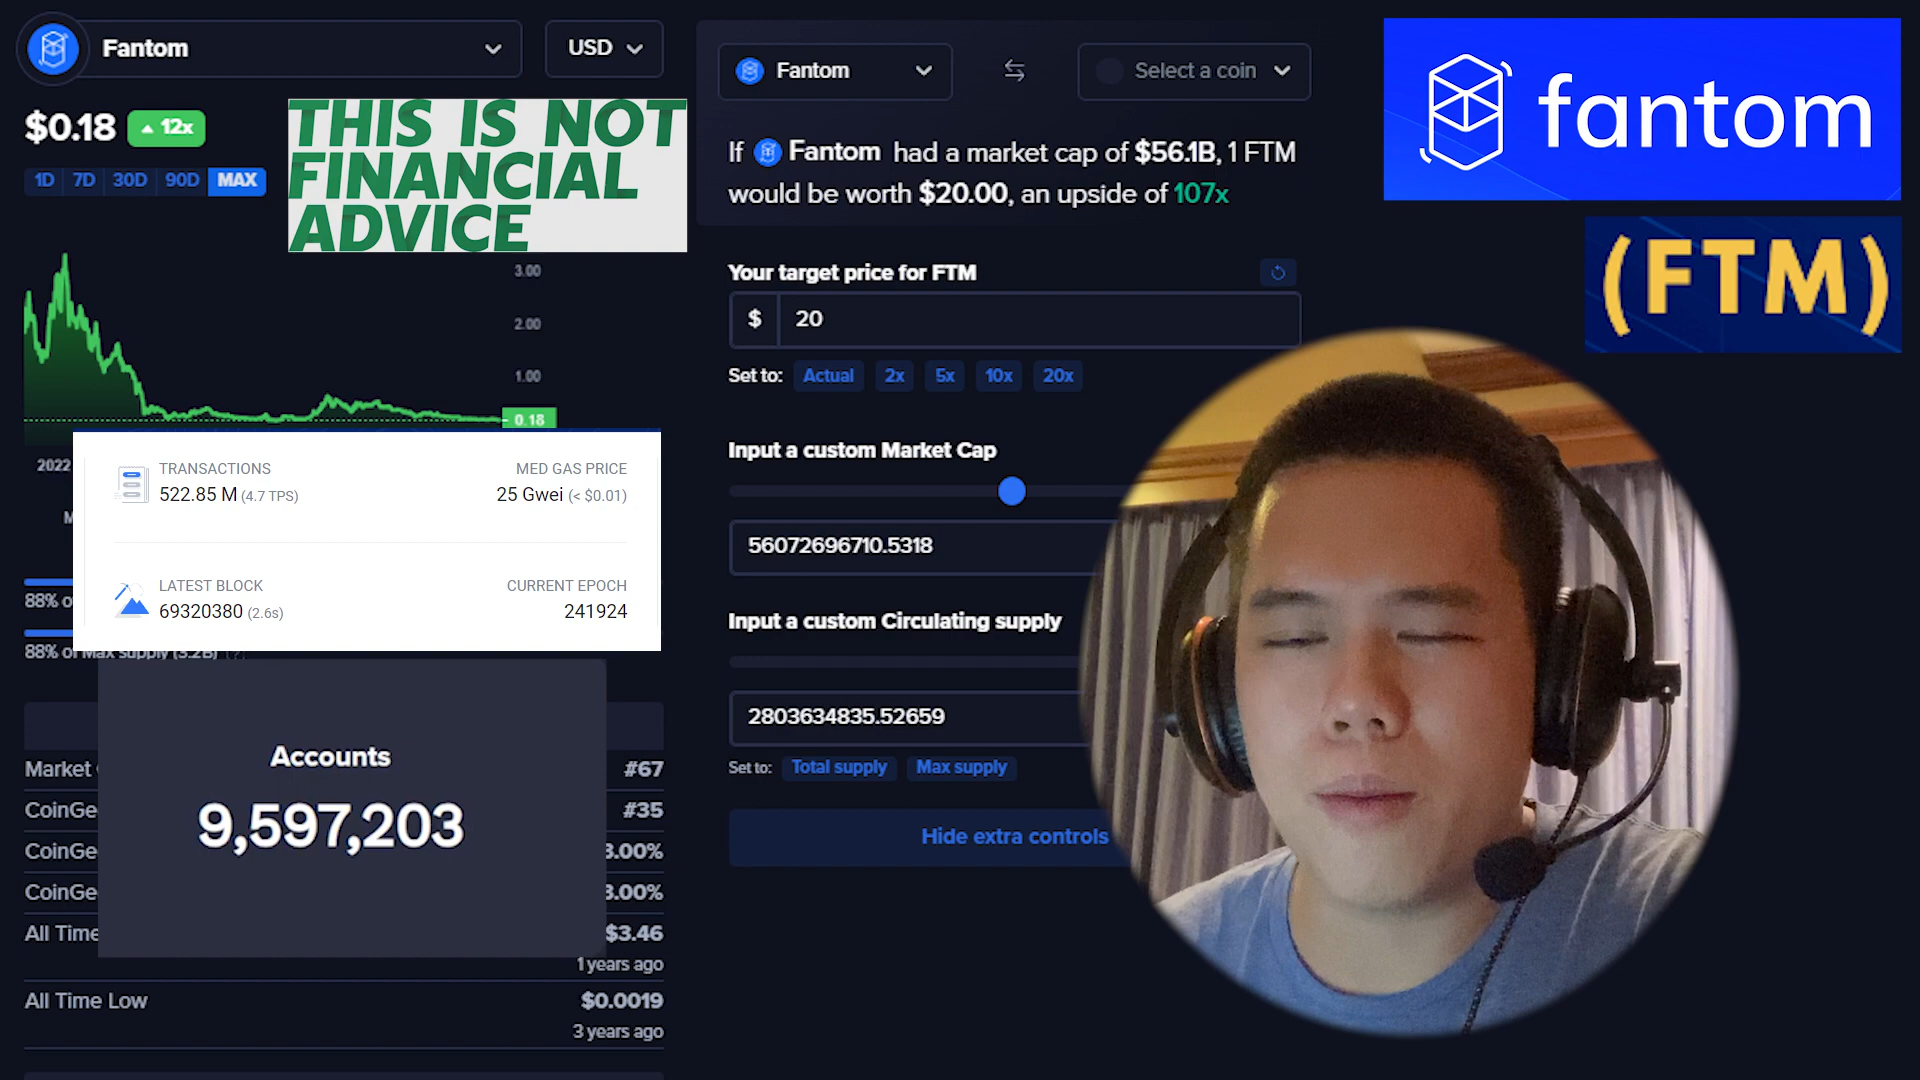 Fantom
USD
$0.18
12x
1D
7D
30D
90D
MAX
THIS IS NOT
FINANCIAL
ADVICE
3.00
2.00
1.00
0.18
2022
TRANSACTIONS
522.85 M (4.7 TPS)
MED GAS PRICE
25 Gwei (< $0.01)
LATEST BLOCK
69320380 (2.6s)
CURRENT EPOCH
241924
88%
88% of Max Supply (3.2B) (?)
Accounts
9,597,203
Market
#67
CoinGe
#35
CoinGe
3.00%
CoinGe
3.00%
All Time
$3.46
1 years ago
All Time Low
$0.0019
3 years ago
Fantom
Select a coin
If Fantom had a market cap of $56.1B, 1 FTM
would be worth $20.00, an upside of 107x
Your target price for FTM
$
20
Set to:
Actual
2x
5x
10x
20x
Input a custom Market Cap
56072696710.5318
Input a custom Circulating supply
2803634835.52659
Set to:
Total supply
Max supply
Hide extra controls
fantom
(FTM)